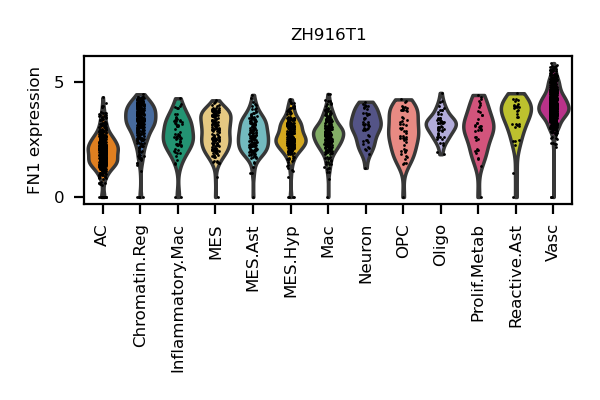 ZH916T1
FN1 expression
5
0
AC
Chromatin.Reg
Inflammatory.Mac
MES
MES.Ast
MES.Hyp
Mac
Neuron
OPC
Oligo
Prolif.Metab
Reactive.Ast
Vasc